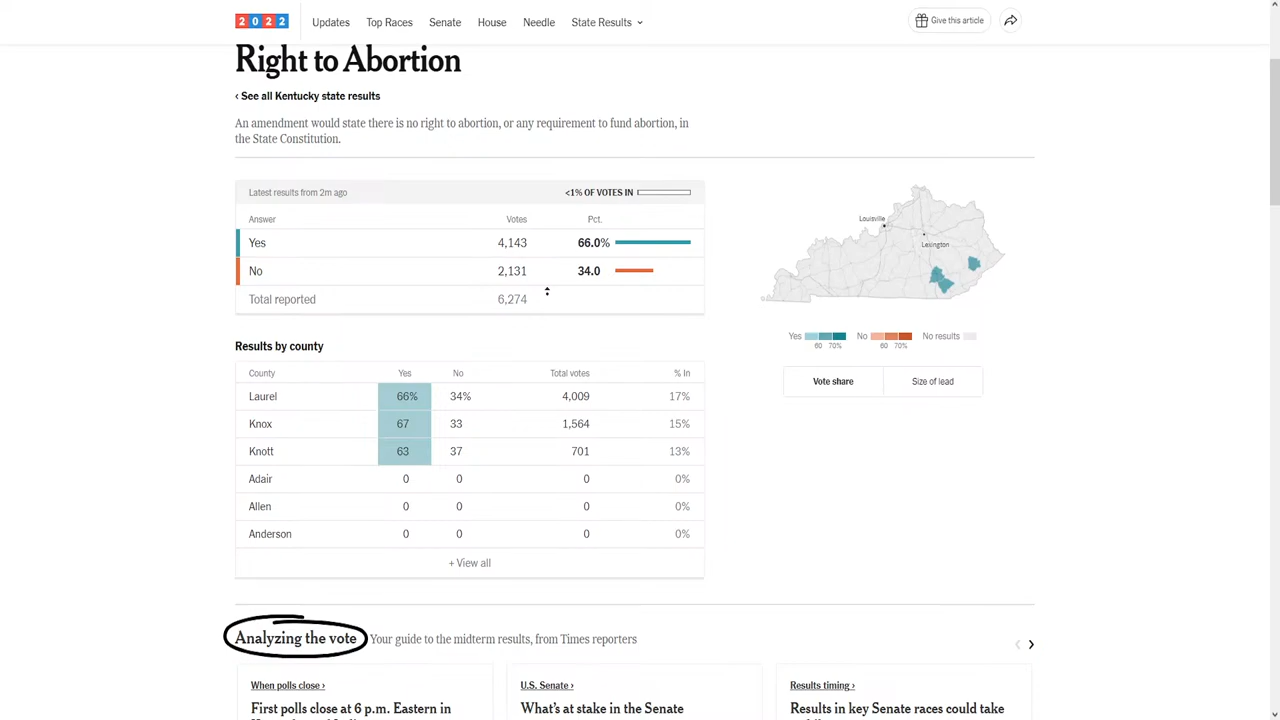 2022 Updates Top Races Senate House Needle State Results Give this article
Right to Abortion
‹ See all Kentucky state results
An amendment would state there is no right to abortion, or any requirement to fund abortion, in
the State Constitution.
Latest results from 2m ago <1% OF VOTES IN
Answer Votes Pct.
Yes 4,143 66.0%
No 2,131 34.0
Total reported 6,274
Louisville
Lexington
Yes 60 70% No 60 70% No results
Vote share Size of lead
Results by county
County Yes No Total votes % In
Laurel 66% 34% 4,009 17%
Knox 67 33 1,564 15%
Knott 63 37 701 13%
Adair 0 0 0 0%
Allen 0 0 0 0%
Anderson 0 0 0 0%
+ View all
Analyzing the vote Your guide to the midterm results, from Times reporters
When polls close ›
First polls close at 6 p.m. Eastern in
U.S. Senate ›
What's at stake in the Senate
Results timing ›
Results in key Senate races could take